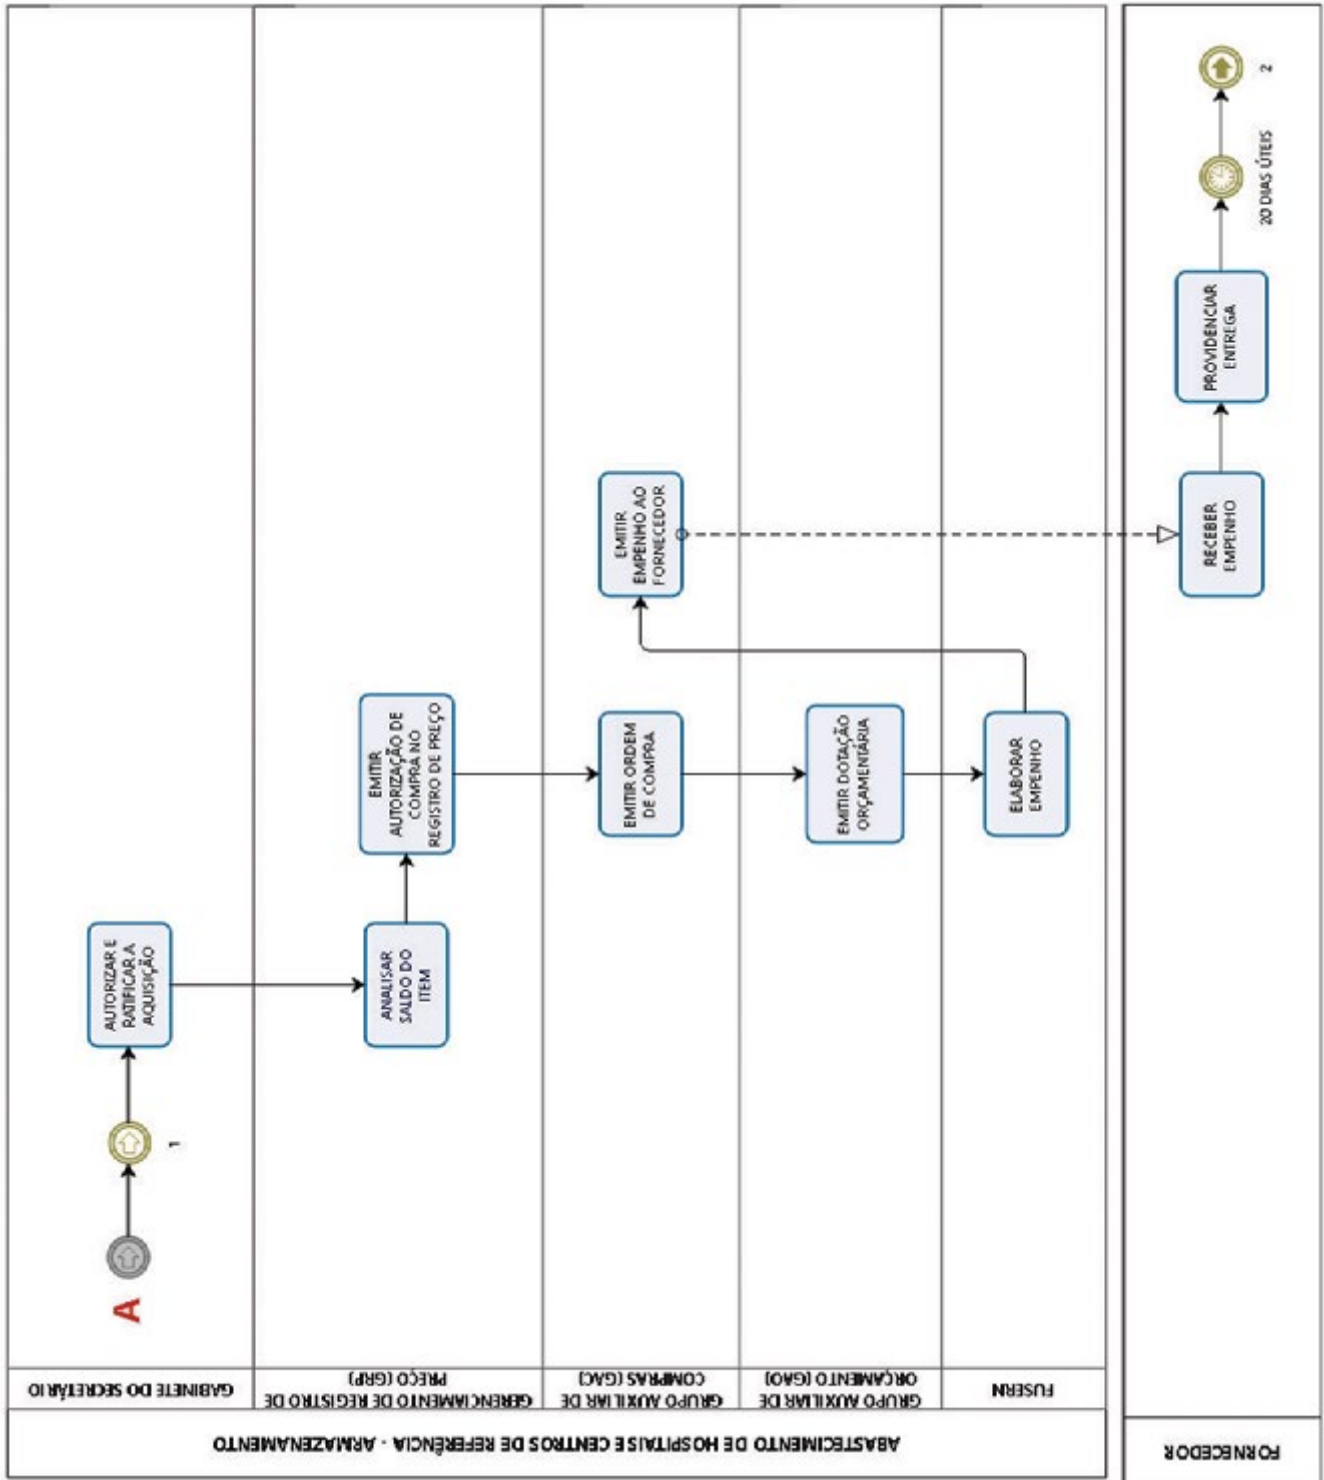 ABASTECIMENTO DE HOSPITAIS E CENTROS DE REFERÊNCIA - ARMAZENAMENTO
GABINETE DO SECRETÁRIO
A
1
AUTORIZAR E
RATIFICAR A
AQUISIÇÃO
GERENCIAMENTO DE REGISTRO DE
PREÇO (GRP)
ANALISAR
SALDO DO
ITEM
EMITIR
AUTORIZAÇÃO DE
COMPRA NO
REGISTRO DE PREÇO
GRUPO AUXILIAR DE
COMPRAS (GAC)
EMITIR ORDEM
DE COMPRA
EMITIR
EMPENHO AO
FORNECEDOR
GRUPO AUXILIAR DE
ORÇAMENTO (GAO)
EMITIR DOTAÇÃO
ORÇAMENTÁRIA
FUSERN
ELABORAR
EMPENHO
FORNECEDOR
RECEBER
EMPENHO
PROVIDENCIAR
ENTREGA
20 DIAS ÚTEIS
2